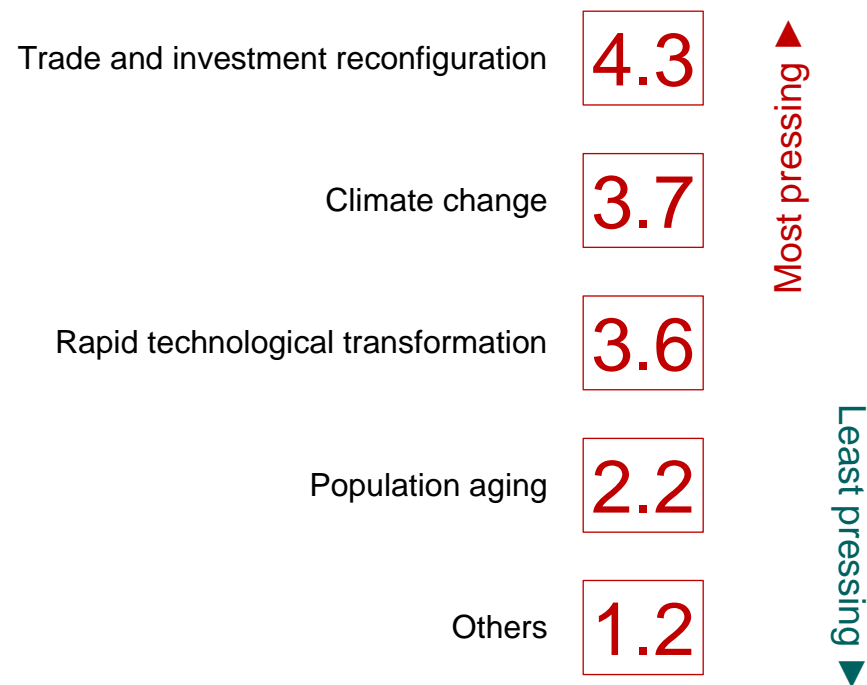 Trade and investment reconfiguration
4.3
Climate change
3.7
Rapid technological transformation
3.6
Population aging
2.2
Others
1.2
Most pressing ▶
Least pressing ▶